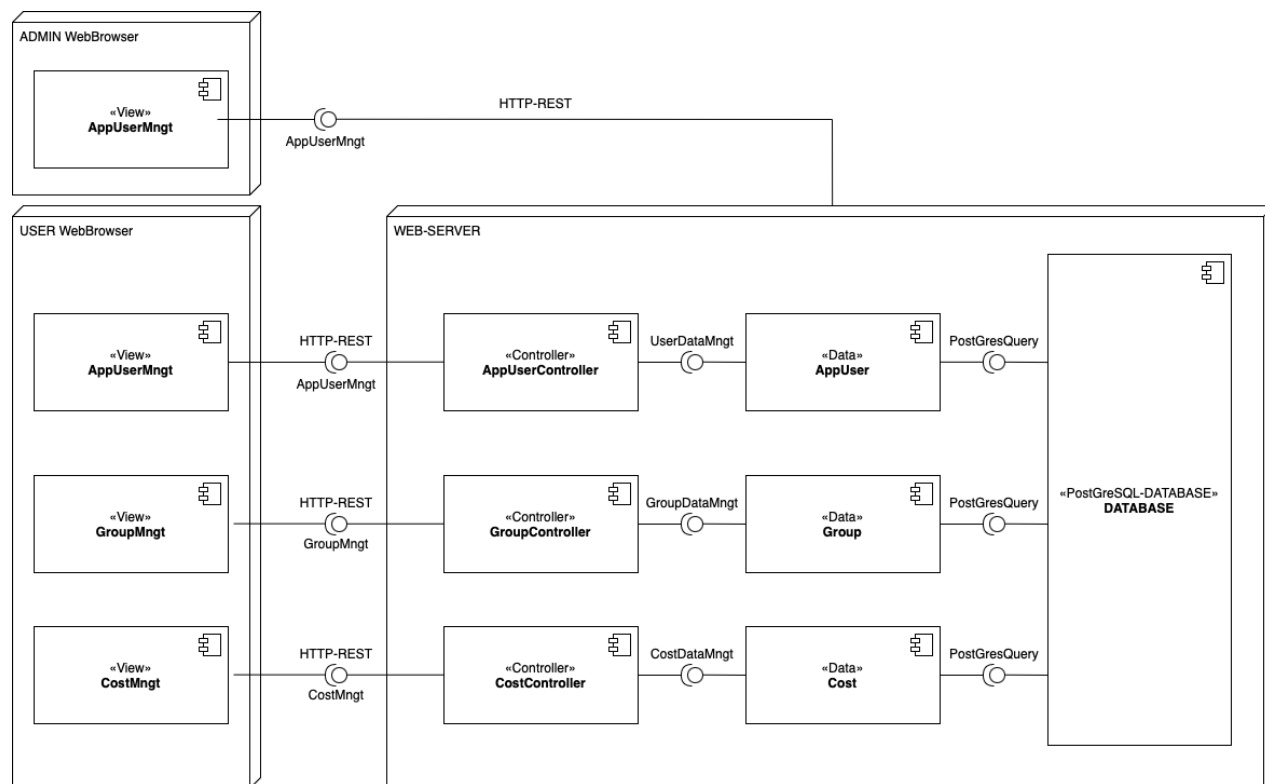 ADMIN WebBrowser
«View»
AppUserMngt
HTTP-REST
AppUserMngt
USER WebBrowser
WEB-SERVER
«View»
AppUserMngt
HTTP-REST
AppUserMngt
«Controller»
AppUserController
UserDataMngt
«Data»
AppUser
PostGresQuery
«View»
GroupMngt
HTTP-REST
GroupMngt
«Controller»
GroupController
GroupDataMngt
«Data»
Group
PostGresQuery
«PostGreSQL-DATABASE»
DATABASE
«View»
CostMngt
HTTP-REST
CostMngt
«Controller»
CostController
CostDataMngt
«Data»
Cost
PostGresQuery